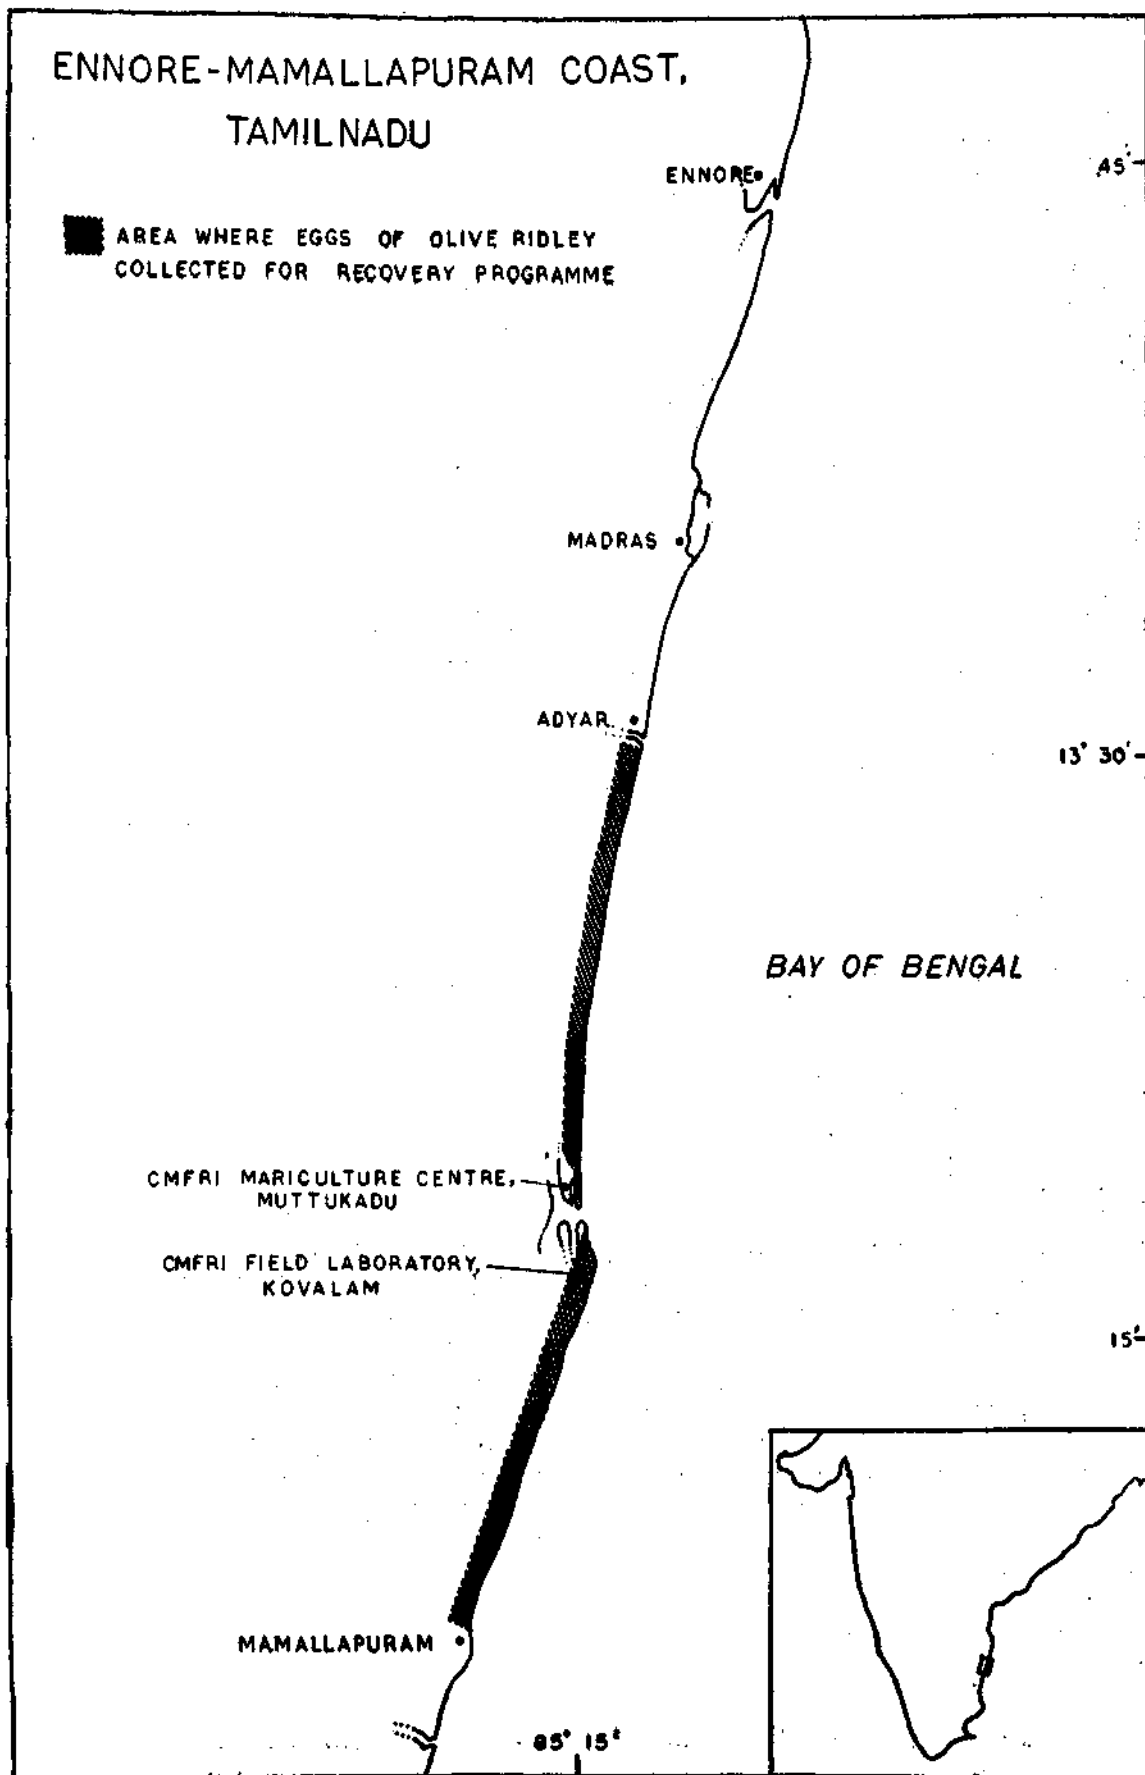 ENNORE-MAMALLAPURAM COAST,
TAMILNADU
ENNORE
45'
AREA WHERE EGGS OF OLIVE RIDLEY
COLLECTED FOR RECOVERY PROGRAMME
MADRAS
ADYAR
13° 30'
BAY OF BENGAL
CMFRI MARICULTURE CENTRE,
MUTTUKADU
CMFRI FIELD LABORATORY,
KOVALAM
15'
MAMALLAPURAM
85° 15'